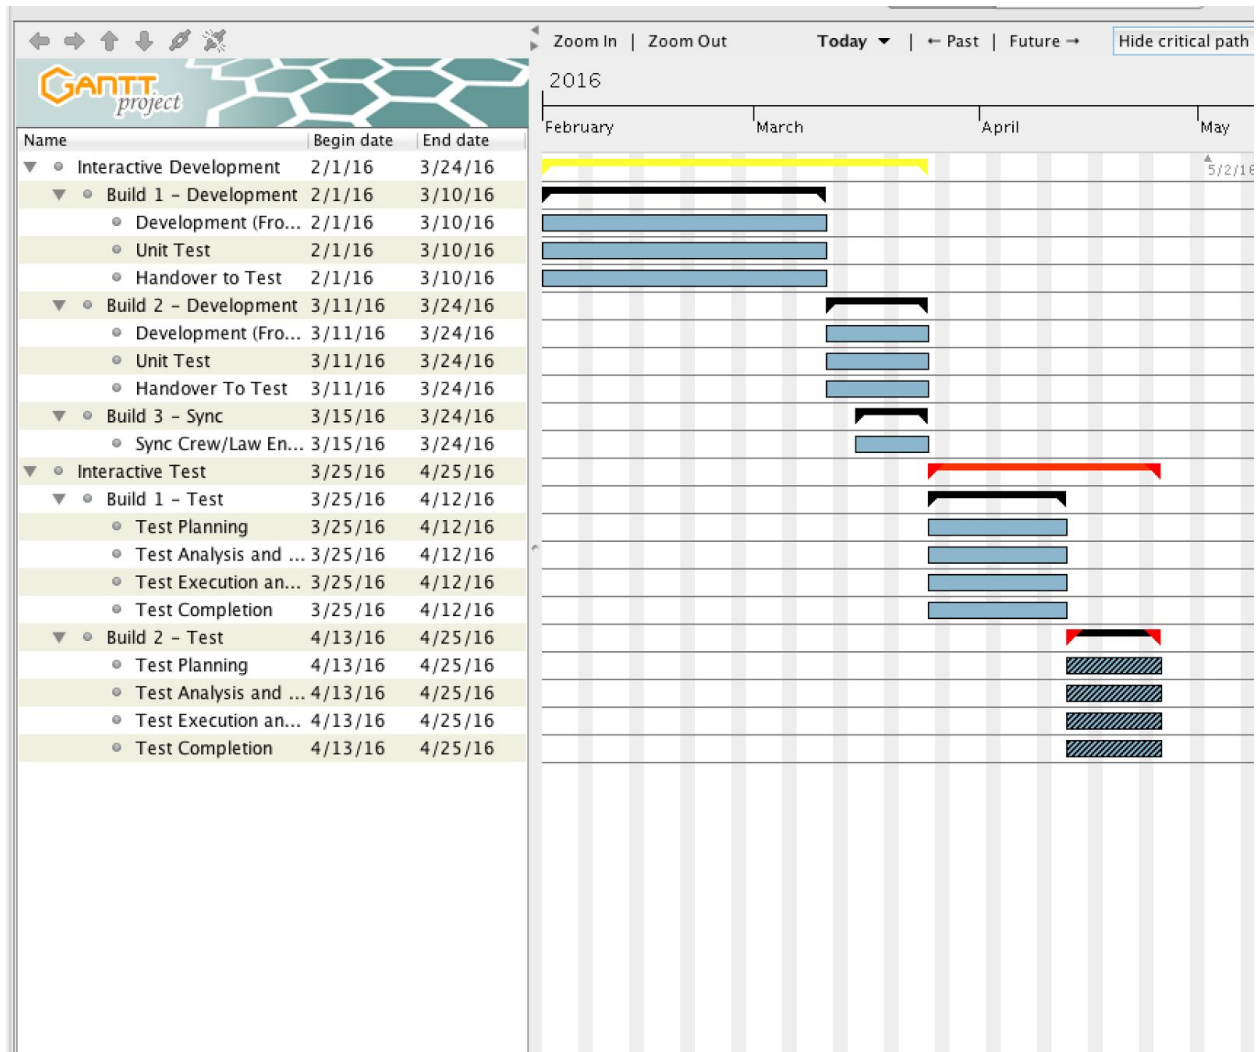 Zoom In | Zoom Out Today ▼ | ← Past | Future → Hide critical path
GANTT
project
2016
February March April May
Name Begin date End date
5/2/16
Interactive Development 2/1/16 3/24/16
Build 1 – Development 2/1/16 3/10/16
Development (Fro... 2/1/16 3/10/16
Unit Test 2/1/16 3/10/16
Handover to Test 2/1/16 3/10/16
Build 2 – Development 3/11/16 3/24/16
Development (Fro... 3/11/16 3/24/16
Unit Test 3/11/16 3/24/16
Handover To Test 3/11/16 3/24/16
Build 3 – Sync 3/15/16 3/24/16
Sync Crew/Law En... 3/15/16 3/24/16
Interactive Test 3/25/16 4/25/16
Build 1 – Test 3/25/16 4/12/16
Test Planning 3/25/16 4/12/16
Test Analysis and ... 3/25/16 4/12/16
Test Execution an... 3/25/16 4/12/16
Test Completion 3/25/16 4/12/16
Build 2 – Test 4/13/16 4/25/16
Test Planning 4/13/16 4/25/16
Test Analysis and ... 4/13/16 4/25/16
Test Execution an... 4/13/16 4/25/16
Test Completion 4/13/16 4/25/16